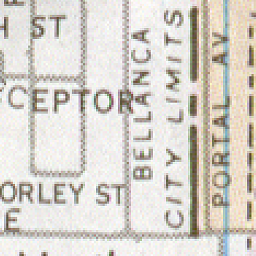 H ST
CEPTOR
ORLEY ST
E
BELLANCA
CITY LIMITS
PORTAL AV